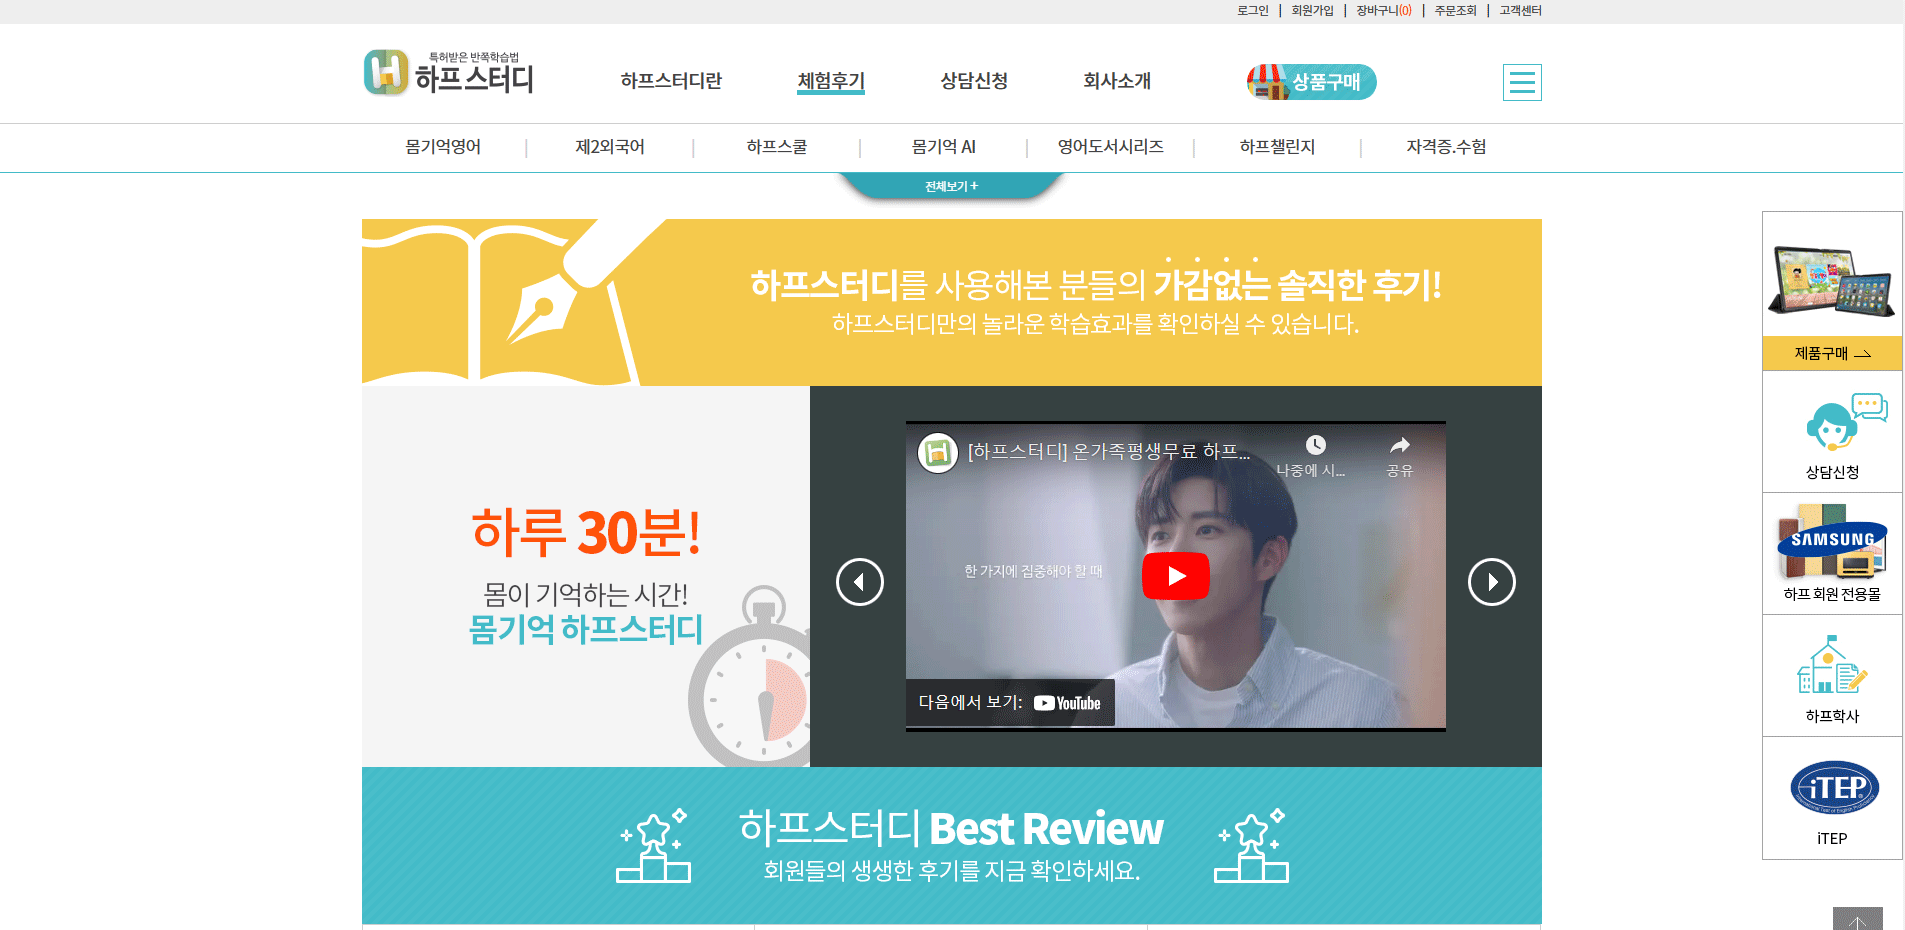 로그인 | 회원가입 | 장바구니(0) | 주문조회 | 고객센터
특허받은 반쪽학습법
하프스터디
하프스터디란
체험후기
상담신청
회사소개
상품구매
몸기억영어 | 제2외국어 | 하프스쿨 | 몸기억 AI | 영어도서시리즈 | 하프챌린지 | 자격증.수험
전체보기 +
하프스터디를 사용해본 분들의 가감없는 솔직한 후기!
하프스터디만의 놀라운 학습효과를 확인하실 수 있습니다.
하루 30분!
몸이 기억하는 시간!
몸기억 하프스터디
[하프스터디] 온가족평생무료 하프...
나중에 시...
공유
한 가지에 집중해야 할 때
다음에서 보기: YouTube
하프스터디 Best Review
회원들의 생생한 후기를 지금 확인하세요.
제품구매
상담신청
SAMSUNG
하프 회원 전용몰
하프학사
iTEP
iTEP